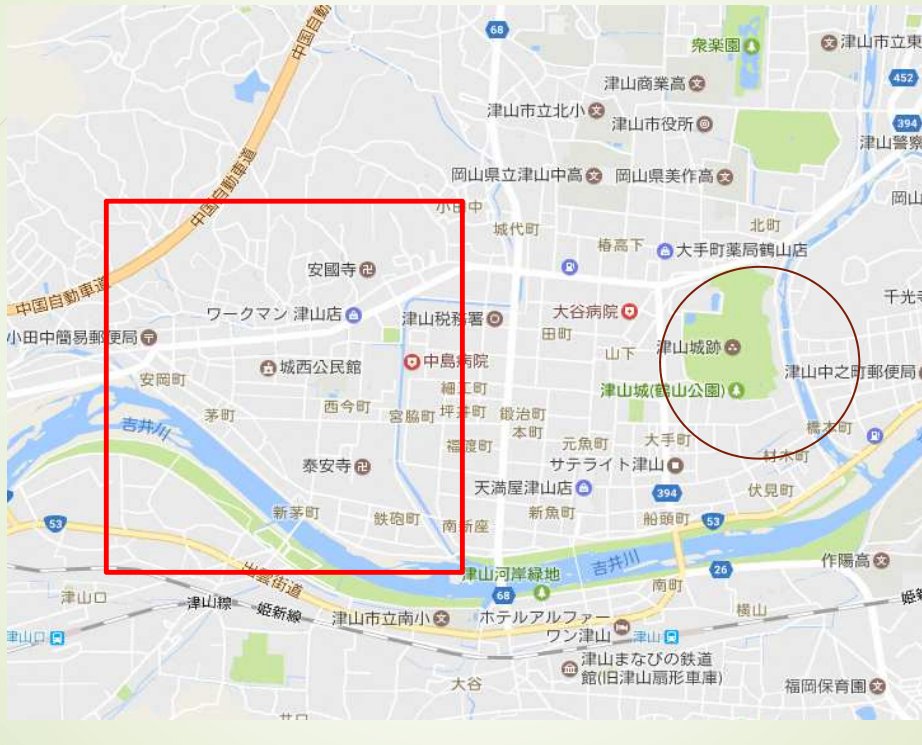 68
中国自動車道
衆楽園
津山市立東
津山商業高
452
津山市立北小
津山市役所
394
津山警察
中国自動車道
岡山県立津山中高
岡山県美作高
岡山
小田中
城代町
北町
椿高下
大手町薬局鶴山店
安國寺
中国自動車道
千光寺
ワークマン 津山店
津山税務署
大谷病院
田町
小田中簡易郵便局
山下
津山城跡
城西公民館
中島病院
津山中之町郵便局
安岡町
細工町
津山城(鶴山公園)
茅町
西今町
宮脇町
坪井町
鍛治町
本町
吉井川
福渡町
元魚町
大手町
橋本町
泰安寺
サテライト津山
材木町
天満屋津山店
394
伏見町
新茅町
鉄砲町
南新座
新魚町
船頭町
53
53
出雲街道
津山河岸緑地
吉井川
26
作陽高
津山口
津山線
姫新線
68
南町
横山
姫新
津山市立南小
ホテルアルファー
ワン津山
津山口
津山
津山まなびの鉄道
館(旧津山扇形車庫)
大谷
福岡保育園